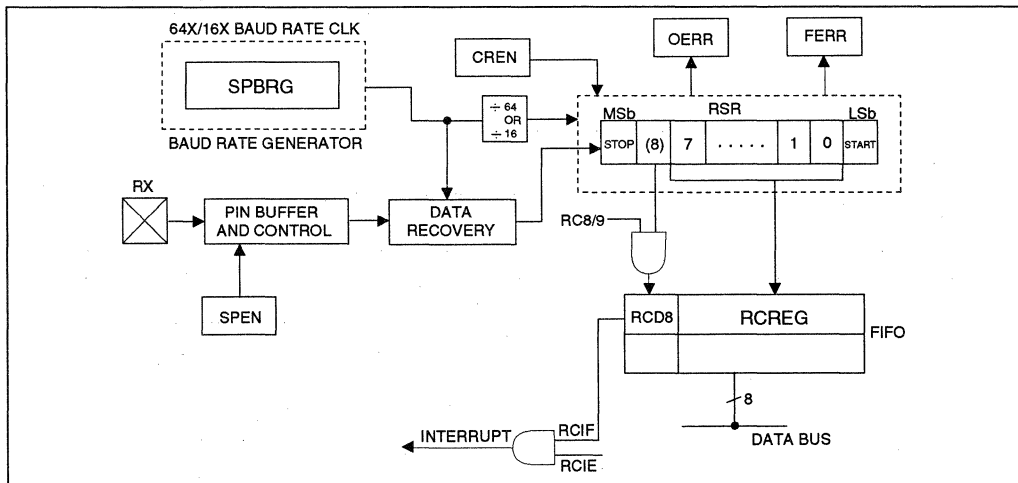 64X/16X BAUD RATE CLK
SPBRG
BAUD RATE GENERATOR
CREN
OERR
FERR
÷ 64
OR
÷ 16
MSb
RSR
LSb
STOP (8) 7 ..... 1 0 START
RX
PIN BUFFER
AND CONTROL
DATA
RECOVERY
RC8/9
SPEN
RCD8
RCREG
FIFO
8
DATA BUS
INTERRUPT
RCIF
RCIE